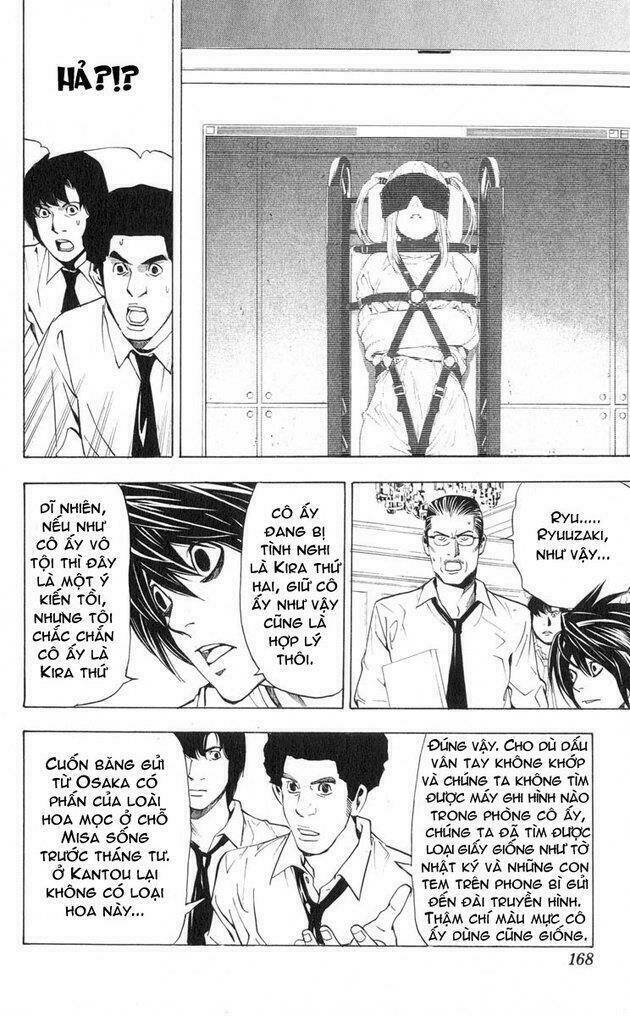 HẢ?!?
Ryu.....
Ryuuzaki,
như vậy...
Cô ấy
đang bị
tình nghi
là Kira thứ
hai, giữ cô
ấy như vậy
cũng là
hợp lý
thôi.
Dĩ nhiên,
nếu như
cô ấy vô
tội thì đây
là một ý
kiến tồi,
nhưng tôi
chắc chắn
cô ấy là
Kira thứ
Đúng vậy. Cho dù dấu
vân tay không khớp
và chúng ta không tìm
được máy ghi hình nào
trong phòng cô ấy,
chúng ta đã tìm được
loại giấy giống như tờ
nhật ký và những con
tem trên phong bì gửi
đến đài truyền hình.
Thậm chí màu mực cô
ấy dùng cũng giống.
Cuốn băng gửi
từ Osaka có
phấn của loài
hoa mọc ở chỗ
Misa sống
trước tháng tư.
Ở Kantou lại
không có loại
hoa này...
168